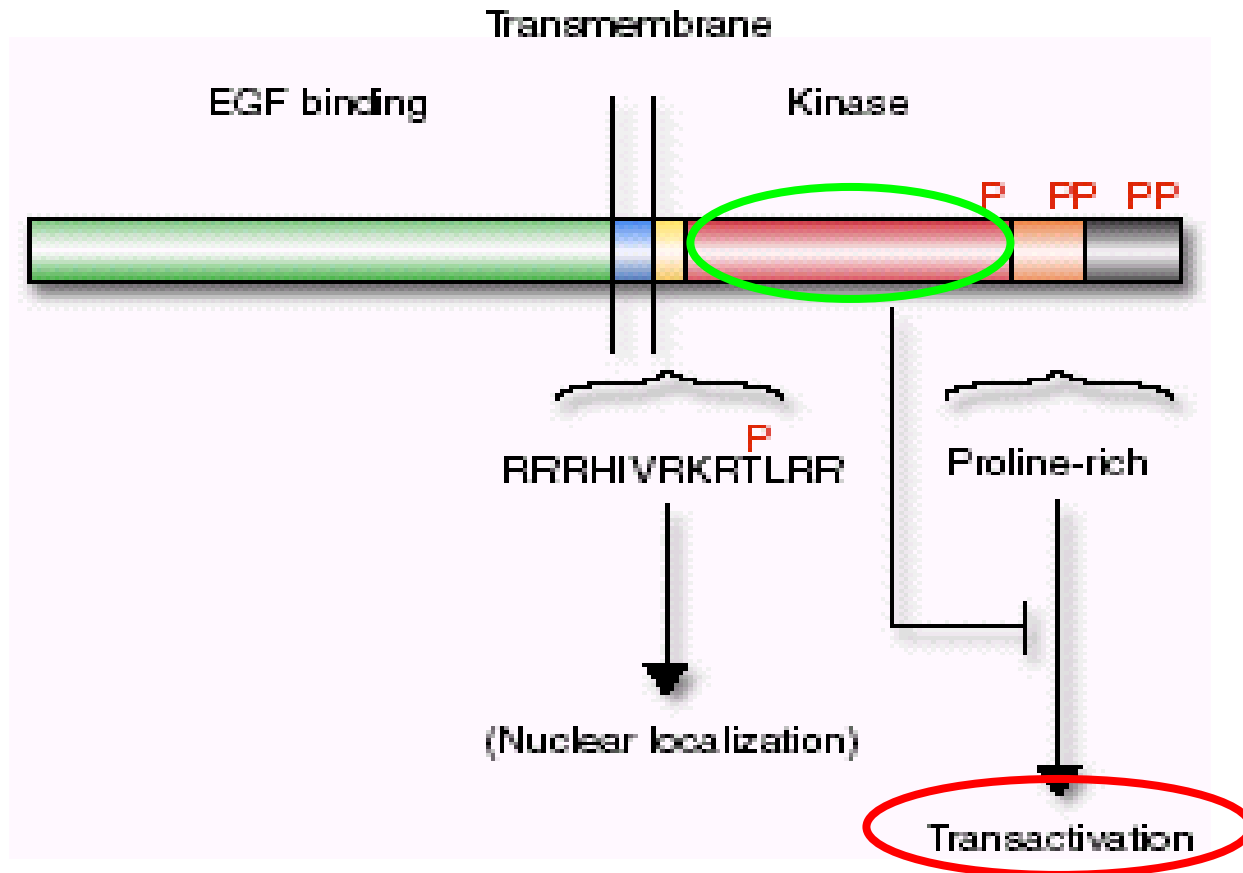 Transmembrane
EGF binding
Kinase
P PP PP
P
RRRHIVRKRTLRR
Proline-rich
(Nuclear localization)
Transactivation